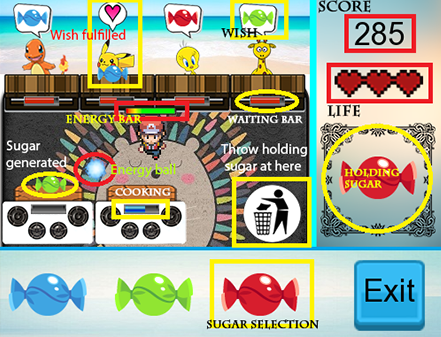 SCORE
Wish fulfilled
WISH
285
ENERGY BAR
WAITING BAR
LIFE
Sugar
generated
Energy ball
Throw holding
sugar at here
HOLDING
SUGAR
COOKING
Exit
SUGAR SELECTION